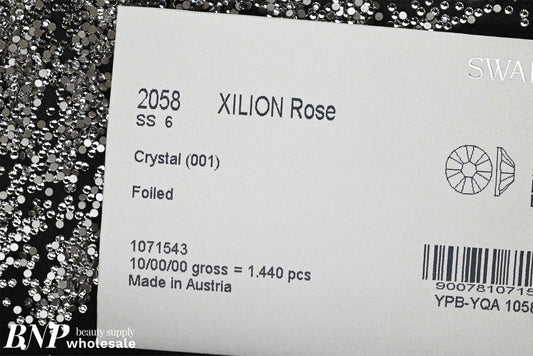 SWA
2058 XILION Rose
SS 6
Crystal (001)
Foiled
1071543
10/00/00 gross = 1.440 pcs
Made in Austria
9007810715
YPB-YQA 1058
BNP beauty supply
wholesale